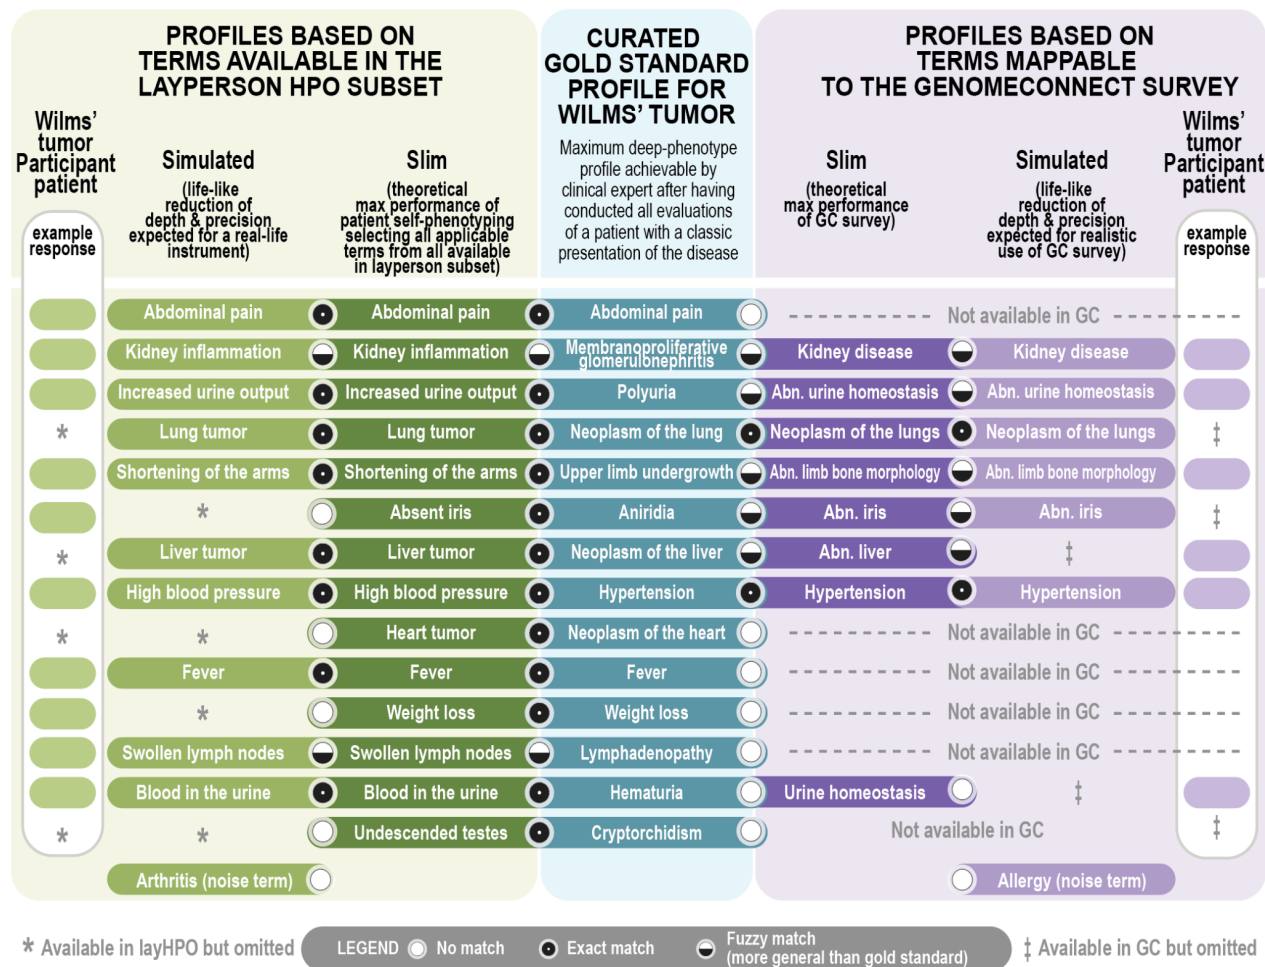 PROFILES BASED ON
TERMS AVAILABLE IN THE
LAYPERSON HPO SUBSET
CURATED
GOLD STANDARD
PROFILE FOR
WILMS' TUMOR
PROFILES BASED ON
TERMS MAPPABLE
TO THE GENOMECONNECT SURVEY
Wilms'
tumor
Participant
patient
example
response
Simulated
(life-like
reduction of
depth & precision
expected for a real-life
instrument)
Slim
(theoretical
max performance of
patient self-phenotyping
selecting all applicable
terms from all available
in layperson subset)
Maximum deep-phenotype
profile achievable by
clinical expert after having
conducted all evaluations
of a patient with a classic
presentation of the disease
Slim
(theoretical
max performance
of GC survey)
Simulated
(life-like
reduction of
depth & precision
expected for realistic
use of GC survey)
Wilms'
tumor
Participant
patient
example
response
Abdominal pain Abdominal pain Abdominal pain Not available in GC
Kidney inflammation Kidney inflammation Membranoproliferative glomerulonephritis Kidney disease Kidney disease
Increased urine output Increased urine output Polyuria Abn. urine homeostasis Abn. urine homeostasis
* Lung tumor Lung tumor Neoplasm of the lung Neoplasm of the lungs Neoplasm of the lungs ‡
Shortening of the arms Shortening of the arms Upper limb undergrowth Abn. limb bone morphology Abn. limb bone morphology
* Absent iris Aniridia Abn. iris Abn. iris ‡
* Liver tumor Liver tumor Neoplasm of the liver Abn. liver ‡
High blood pressure High blood pressure Hypertension Hypertension Hypertension
* * Heart tumor Neoplasm of the heart Not available in GC
Fever Fever Fever Not available in GC
* Weight loss Weight loss Not available in GC
Swollen lymph nodes Swollen lymph nodes Lymphadenopathy Not available in GC
Blood in the urine Blood in the urine Hematuria Urine homeostasis ‡
* * Undescended testes Cryptorchidism Not available in GC ‡
Arthritis (noise term) Allergy (noise term)
* Available in layHPO but omitted LEGEND No match Exact match Fuzzy match
(more general than gold standard) ‡ Available in GC but omitted